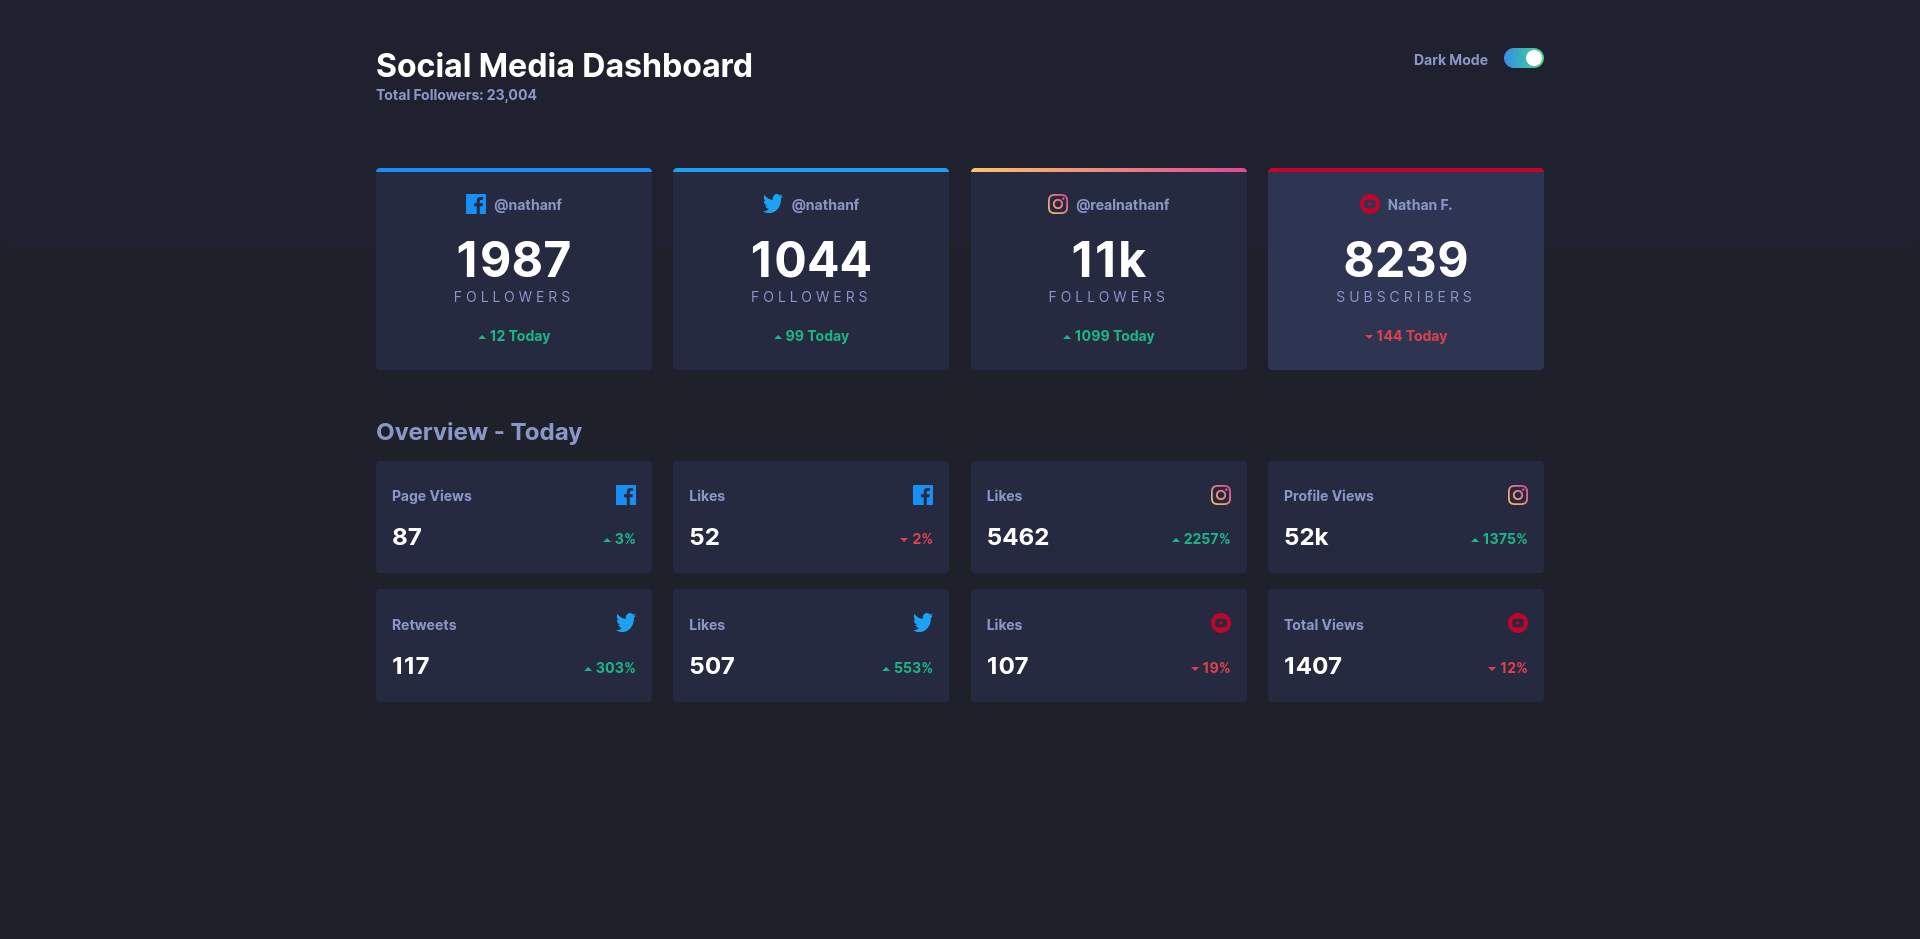 Social Media Dashboard
Total Followers: 23,004
Dark Mode
@nathanf
1987
FOLLOWERS
12 Today
@nathanf
1044
FOLLOWERS
99 Today
@realnathanf
11k
FOLLOWERS
1099 Today
Nathan F.
8239
SUBSCRIBERS
144 Today
Overview - Today
Page Views
87
3%
Likes
52
2%
Likes
5462
2257%
Profile Views
52k
1375%
Retweets
117
303%
Likes
507
553%
Likes
107
19%
Total Views
1407
12%